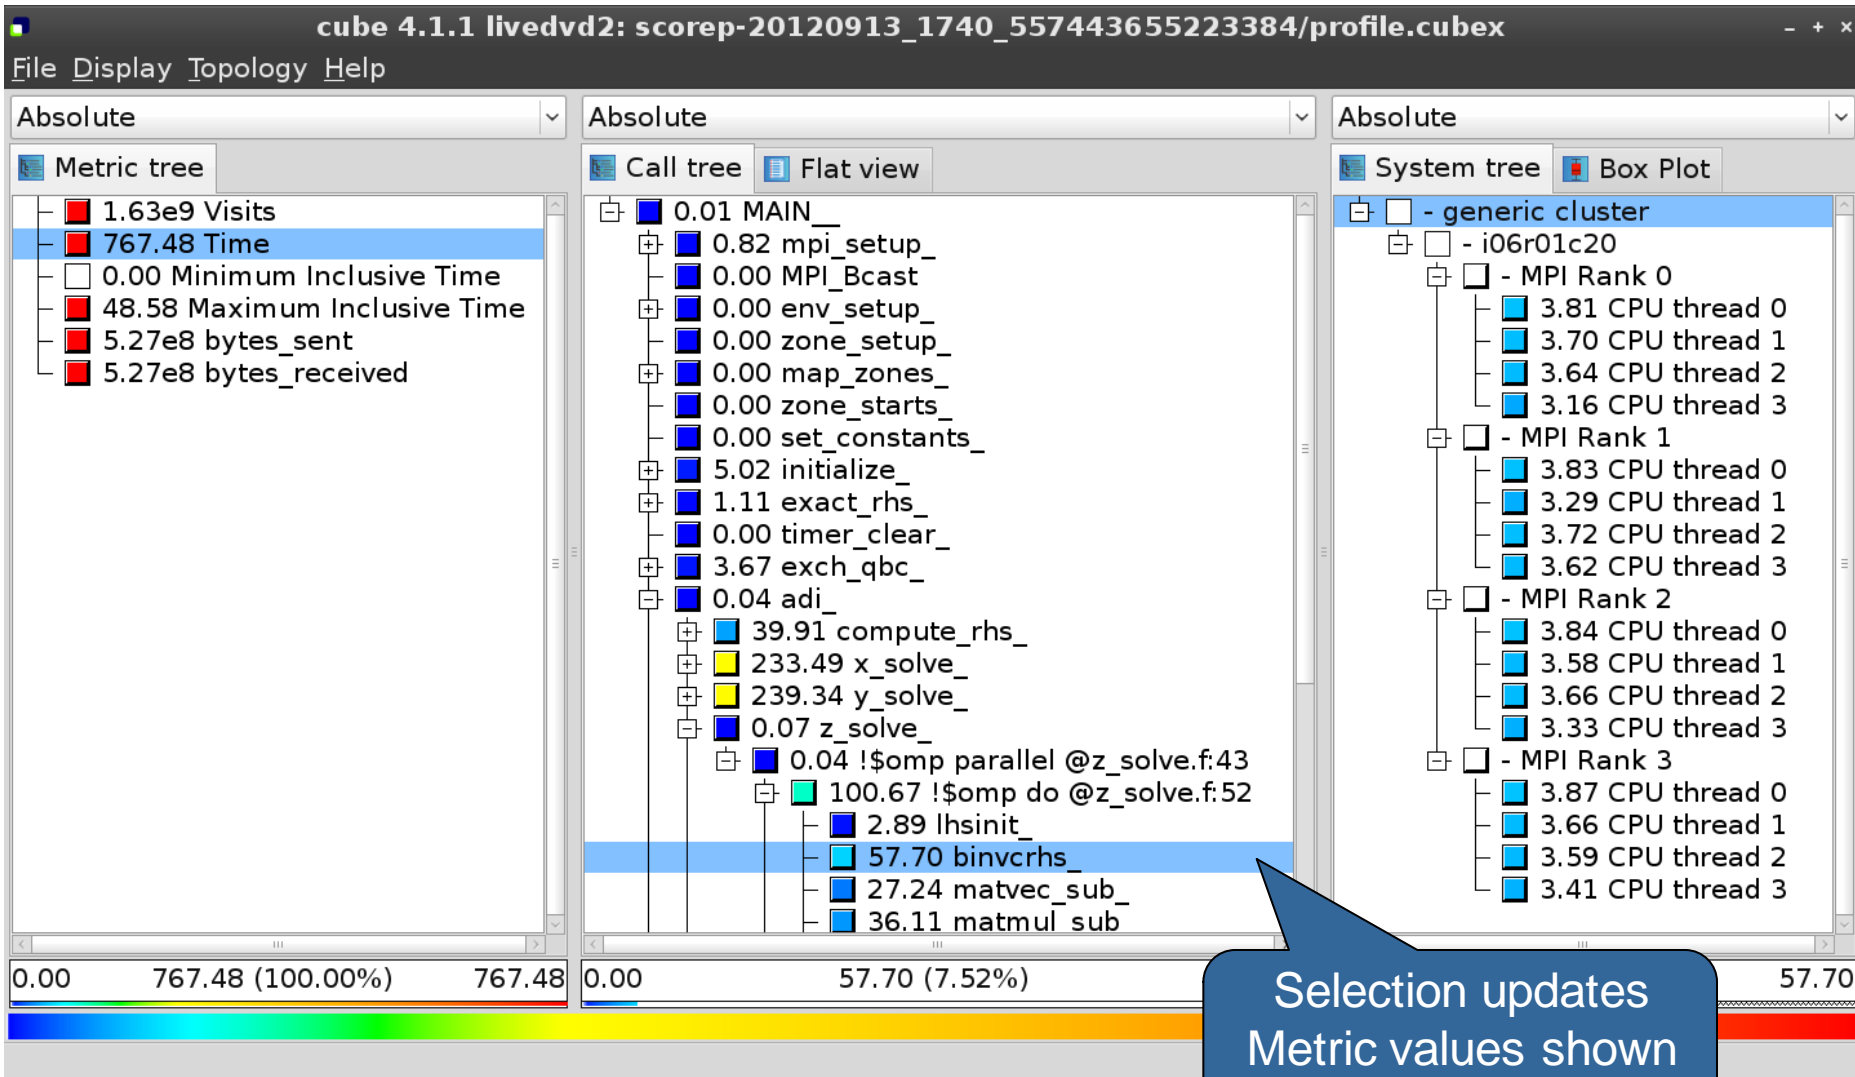 cube 4.1.1 livedvd2: scorep-20120913_1740_557443655223384/profile.cubex
File Display Topology Help
Absolute
Metric tree
1.63e9 Visits
767.48 Time
0.00 Minimum Inclusive Time
48.58 Maximum Inclusive Time
5.27e8 bytes_sent
5.27e8 bytes_received
0.00 767.48 (100.00%) 767.48
Absolute
Call tree Flat view
0.01 MAIN__
0.82 mpi_setup_
0.00 MPI_Bcast
0.00 env_setup_
0.00 zone_setup_
0.00 map_zones_
0.00 zone_starts_
0.00 set_constants_
5.02 initialize_
1.11 exact_rhs_
0.00 timer_clear_
3.67 exch_qbc_
0.04 adi_
39.91 compute_rhs_
233.49 x_solve_
239.34 y_solve_
0.07 z_solve_
0.04 !$omp parallel @z_solve.f:43
100.67 !$omp do @z_solve.f:52
2.89 lhsinit_
57.70 binvcrhs_
27.24 matvec_sub_
36.11 matmul sub
0.00 57.70 (7.52%)
Absolute
System tree Box Plot
- generic cluster
- i06r01c20
- MPI Rank 0
3.81 CPU thread 0
3.70 CPU thread 1
3.64 CPU thread 2
3.16 CPU thread 3
- MPI Rank 1
3.83 CPU thread 0
3.29 CPU thread 1
3.72 CPU thread 2
3.62 CPU thread 3
- MPI Rank 2
3.84 CPU thread 0
3.58 CPU thread 1
3.66 CPU thread 2
3.33 CPU thread 3
- MPI Rank 3
3.87 CPU thread 0
3.66 CPU thread 1
3.59 CPU thread 2
3.41 CPU thread 3
57.70
Selection updates
Metric values shown